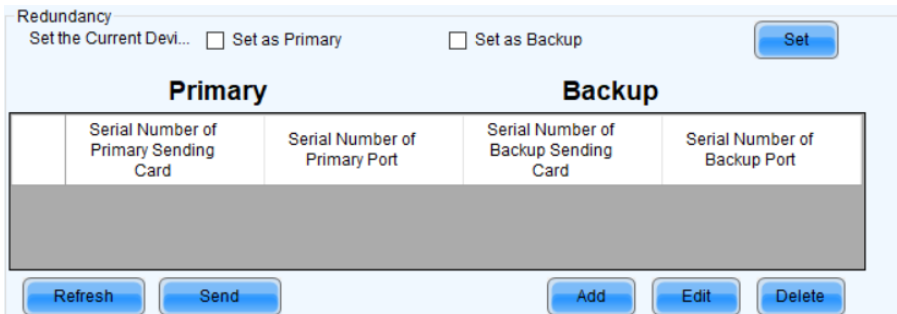 Redundancy
Set the Current Devi... Set as Primary Set as Backup Set
Primary Backup
Serial Number of Primary Sending Card
Serial Number of Primary Port
Serial Number of Backup Sending Card
Serial Number of Backup Port
Refresh Send Add Edit Delete